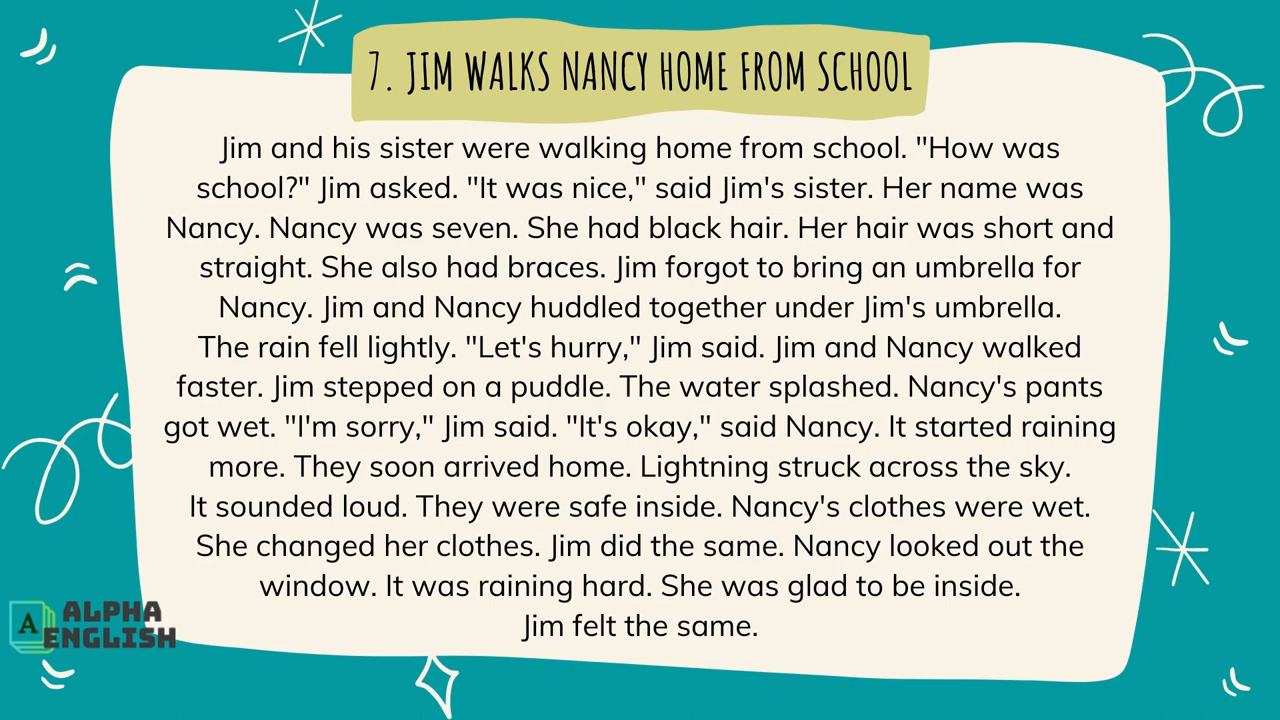 7. JIM WALKS NANCY HOME FROM SCHOOL
Jim and his sister were walking home from school. "How was
school?" Jim asked. "It was nice," said Jim's sister. Her name was
Nancy. Nancy was seven. She had black hair. Her hair was short and
straight. She also had braces. Jim forgot to bring an umbrella for
Nancy. Jim and Nancy huddled together under Jim's umbrella.
The rain fell lightly. "Let's hurry," Jim said. Jim and Nancy walked
faster. Jim stepped on a puddle. The water splashed. Nancy's pants
got wet. "I'm sorry," Jim said. "It's okay," said Nancy. It started raining
more. They soon arrived home. Lightning struck across the sky.
It sounded loud. They were safe inside. Nancy's clothes were wet.
She changed her clothes. Jim did the same. Nancy looked out the
window. It was raining hard. She was glad to be inside.
Jim felt the same.
A
ALPHA
ENGLISH